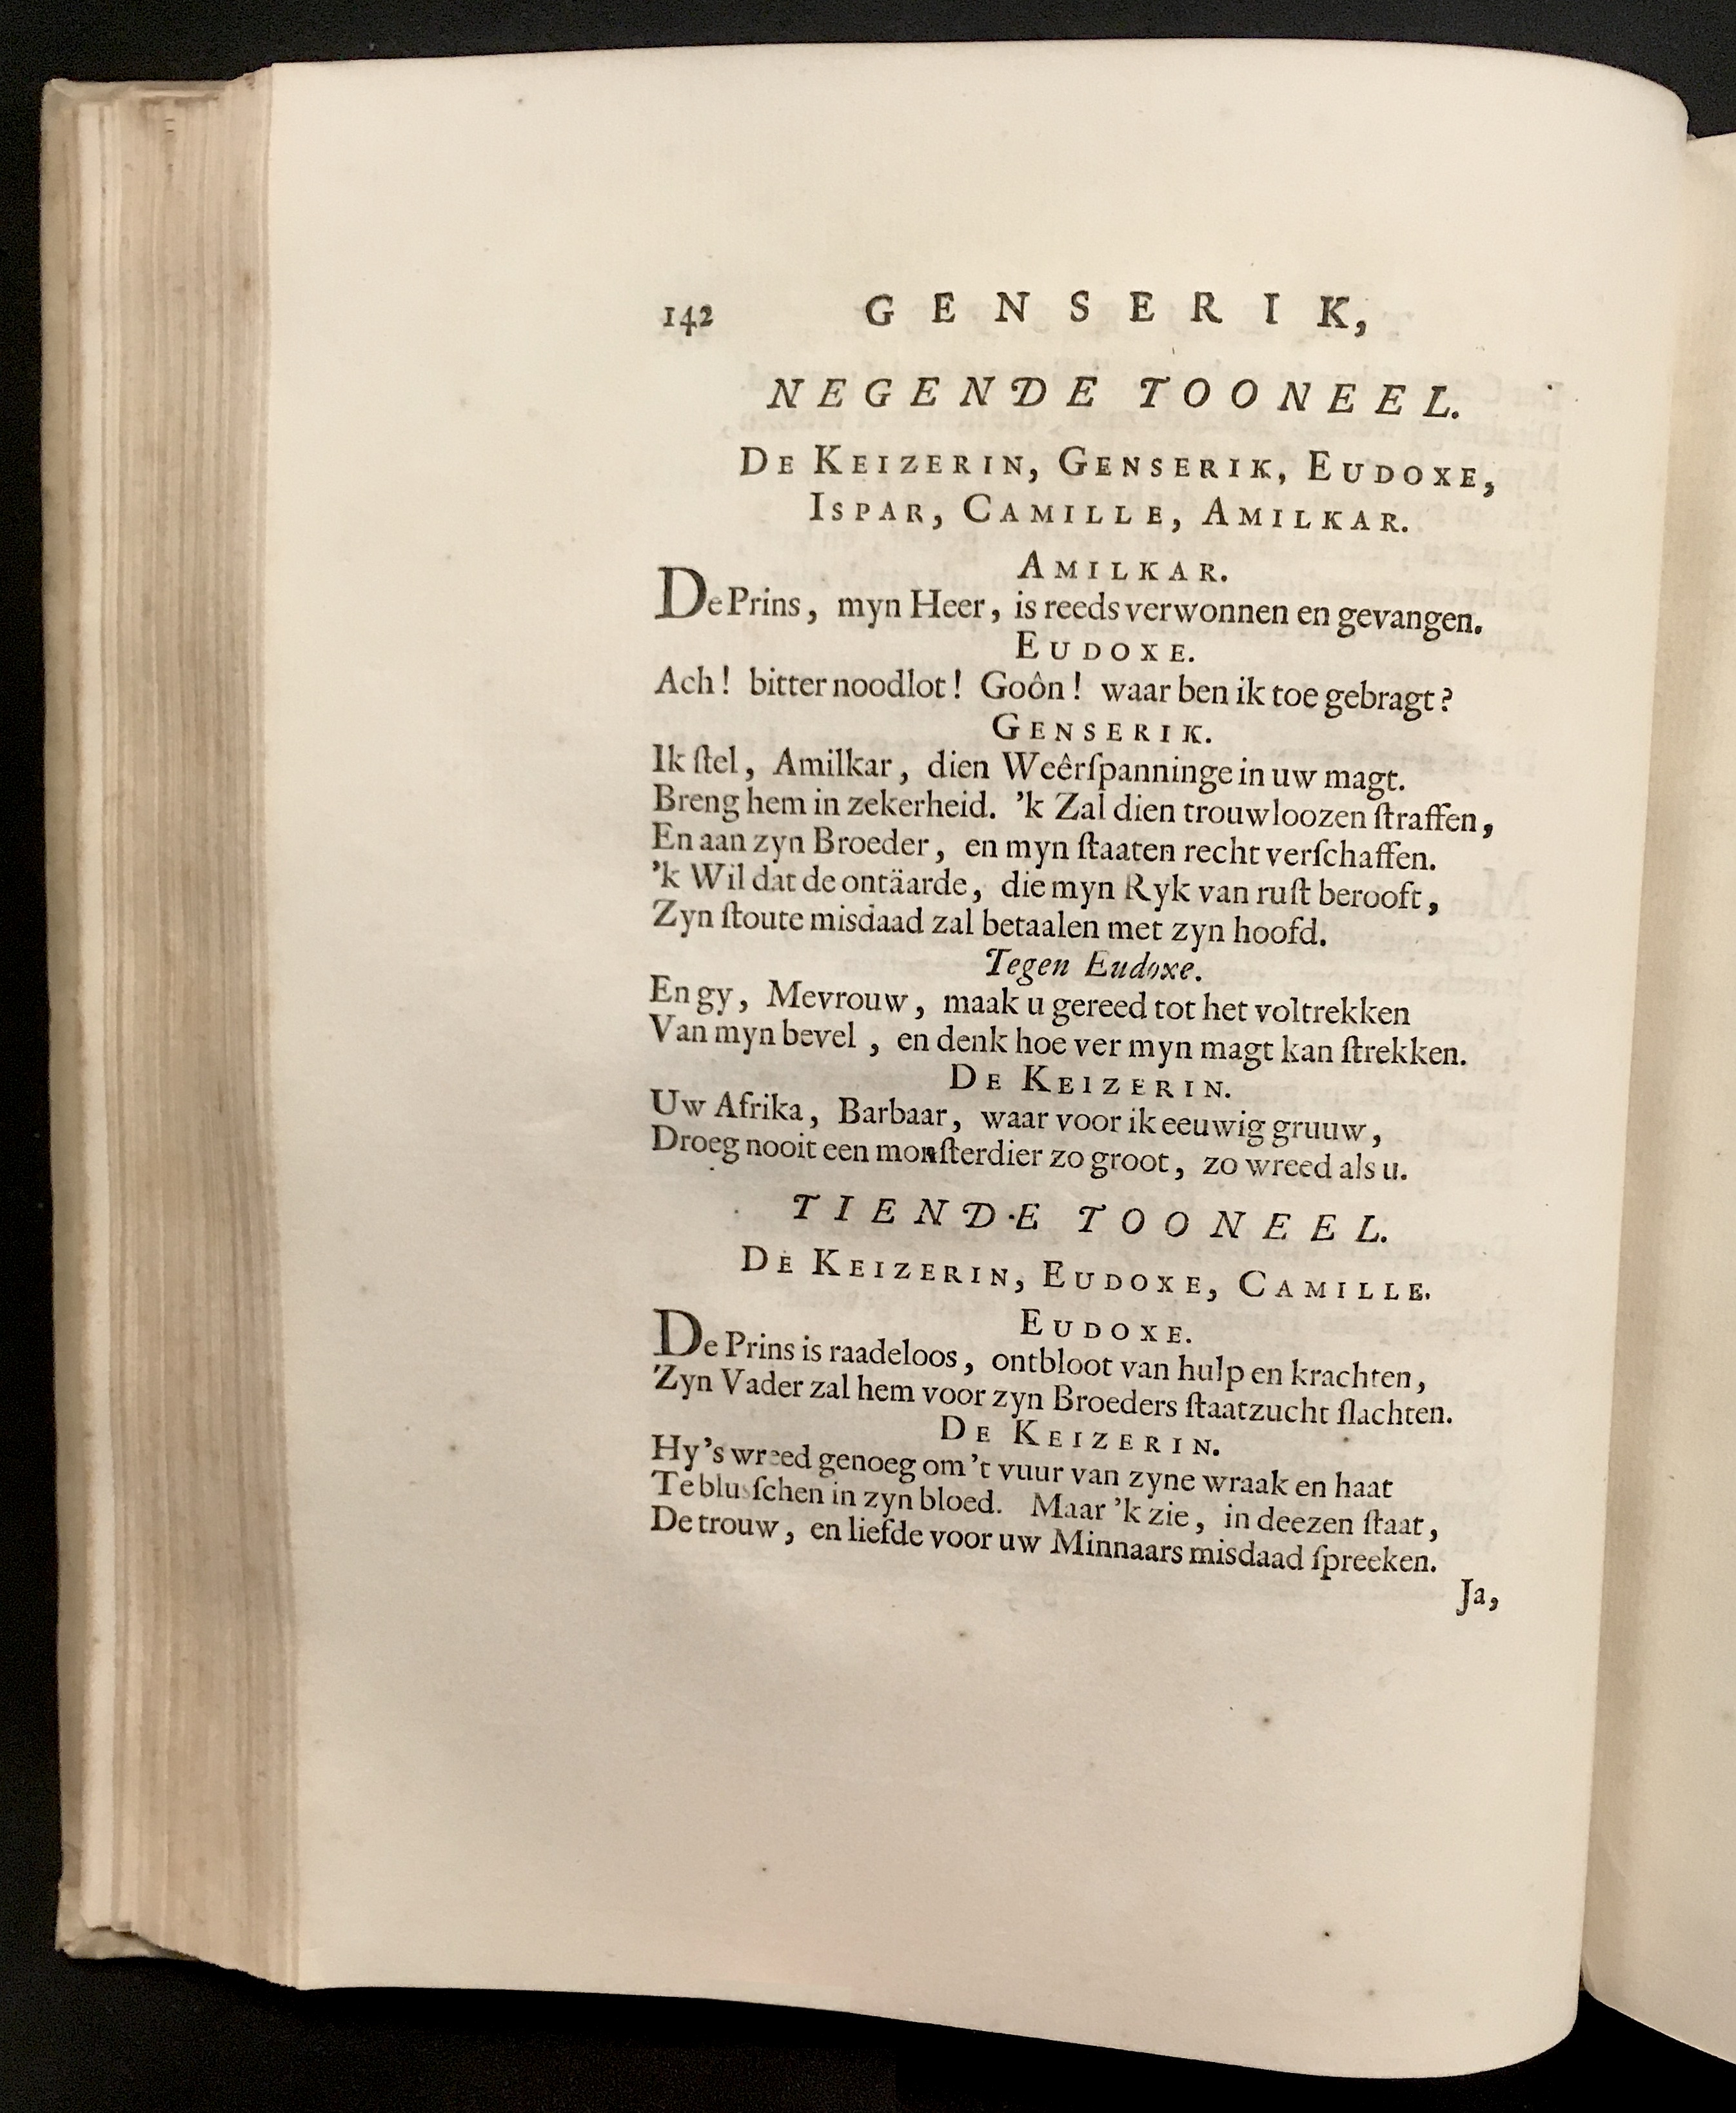 142 GENSERIK,
NEGENDE TOONEEL.
DE KEIZERIN, GENSERIK, EUDOXE,
ISPAR, CAMILLE, AMILKAR.
AMILKAR.
De Prins, myn Heer, is reeds verwonnen en gevangen.
EUDOXE.
Ach! bitter noodlot! Goôn! waar ben ik toe gebragt?
GENSERIK.
Ik ſtel, Amilkar, dien Weêrſpanninge in uw magt.
Breng hem in zekerheid. 'k Zal dien trouwloozen ſtraffen,
En aan zyn Broeder, en myn ſtaaten recht verſchaffen.
'k Wil dat de ontäarde, die myn Ryk van ruſt berooft,
Zyn ſtoute misdaad zal betaalen met zyn hoofd.
Tegen Eudoxe.
En gy, Mevrouw, maak u gereed tot het voltrekken
Van myn bevel, en denk hoe ver myn magt kan ſtrekken.
DE KEIZERIN.
Uw Afrika, Barbaar, waar voor ik eeuwig gruuw,
Droeg nooit een monſterdier zo groot, zo wreed als u.
TIENDE TOONEEL.
DE KEIZERIN, EUDOXE, CAMILLE.
EUDOXE.
De Prins is raadeloos, ontbloot van hulp en krachten,
Zyn Vader zal hem voor zyn Broeders ſtaatzucht ſlachten.
DE KEIZERIN.
Hy's wreed genoeg om 't vuur van zyne wraak en haat
Te blusſchen in zyn bloed. Maar 'k zie, in deezen ſtaat,
De trouw, en liefde voor uw Minnaars misdaad ſpreeken.
Ja,